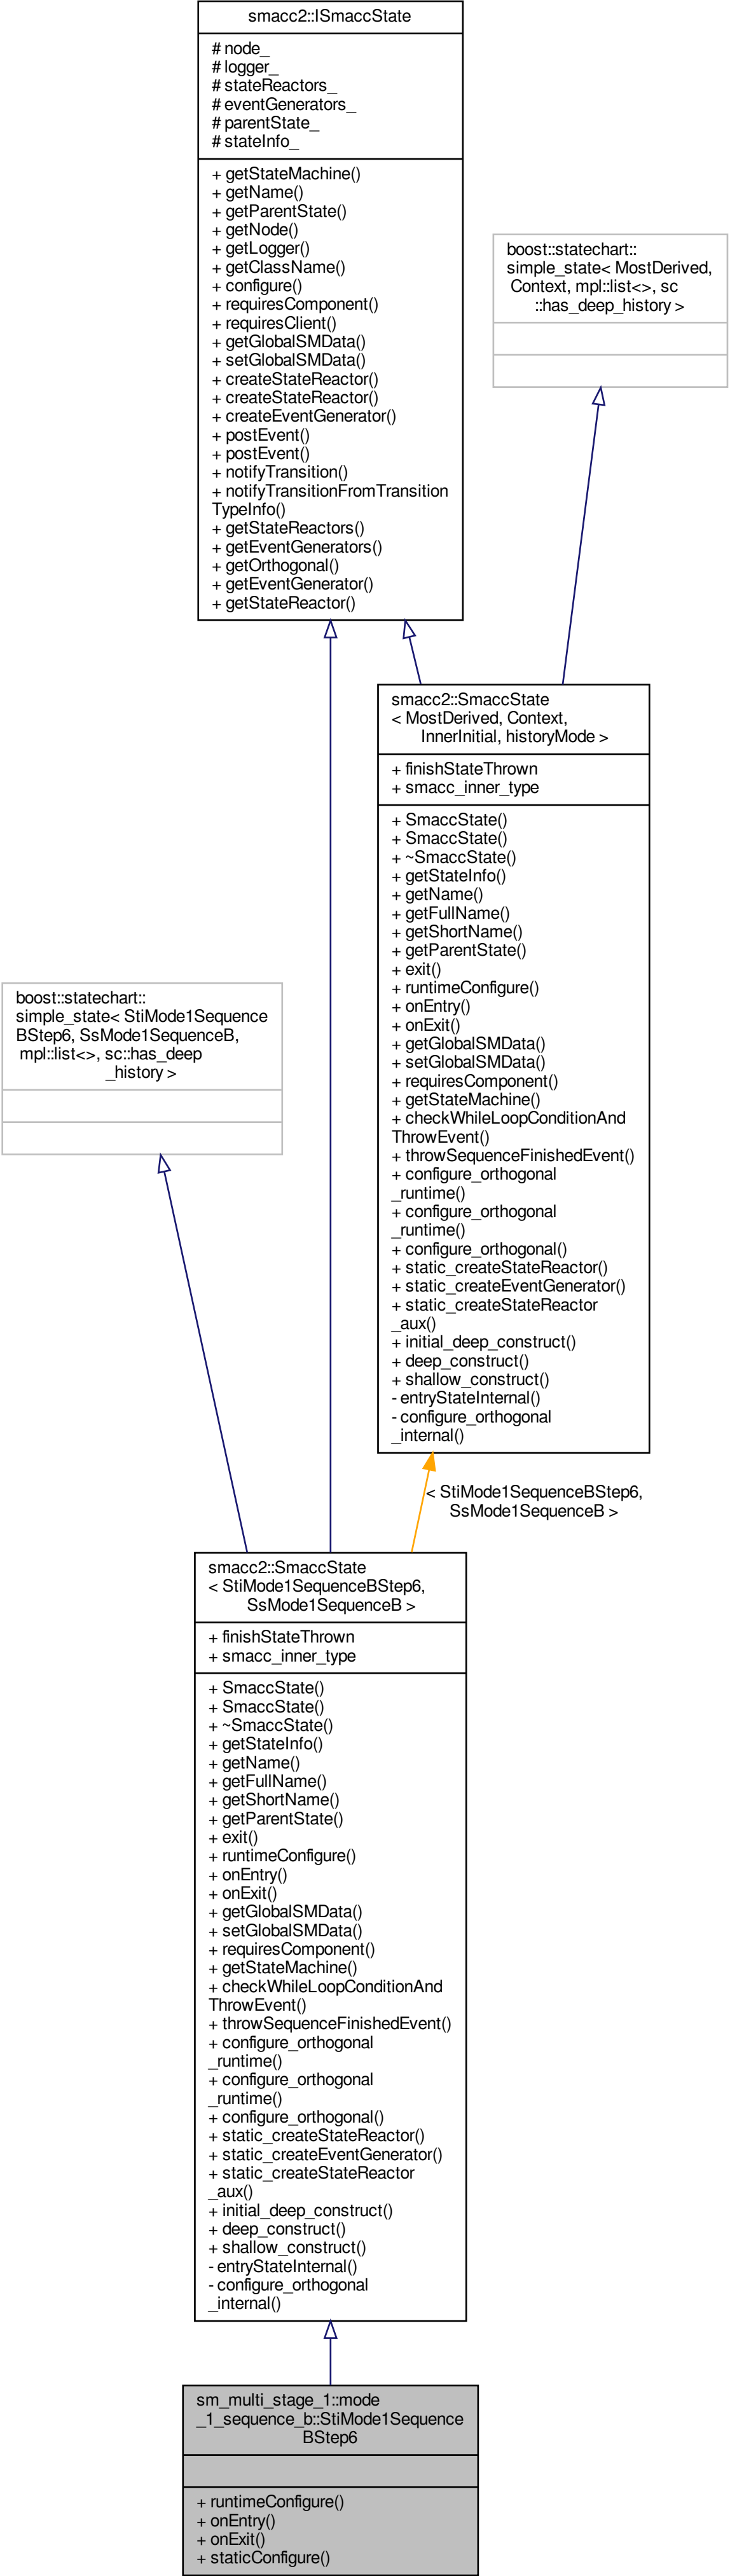 smacc2::ISmaccState
# node_
# logger_
# stateReactors_
# eventGenerators_
# parentState_
# stateInfo_
+ getStateMachine()
+ getName()
+ getParentState()
+ getNode()
+ getLogger()
+ getClassName()
+ configure()
+ requiresComponent()
+ requiresClient()
+ getGlobalSMData()
+ setGlobalSMData()
+ createStateReactor()
+ createStateReactor()
+ createEventGenerator()
+ postEvent()
+ postEvent()
+ notifyTransition()
+ notifyTransitionFromTransition
TypeInfo()
+ getStateReactors()
+ getEventGenerators()
+ getOrthogonal()
+ getEventGenerator()
+ getStateReactor()
boost::statechart::
simple_state< MostDerived,
Context, mpl::list<>, sc
::has_deep_history >
smacc2::SmaccState
< MostDerived, Context,
InnerInitial, historyMode >
+ finishStateThrown
+ smacc_inner_type
+ SmaccState()
+ SmaccState()
+ ~SmaccState()
+ getStateInfo()
+ getName()
+ getFullName()
+ getShortName()
+ getParentState()
+ exit()
+ runtimeConfigure()
+ onEntry()
+ onExit()
+ getGlobalSMData()
+ setGlobalSMData()
+ requiresComponent()
+ getStateMachine()
+ checkWhileLoopConditionAnd
ThrowEvent()
+ throwSequenceFinishedEvent()
+ configure_orthogonal
_runtime()
+ configure_orthogonal
_runtime()
+ configure_orthogonal()
+ static_createStateReactor()
+ static_createEventGenerator()
+ static_createStateReactor
_aux()
+ initial_deep_construct()
+ deep_construct()
+ shallow_construct()
- entryStateInternal()
- configure_orthogonal
_internal()
boost::statechart::
simple_state< StiMode1Sequence
BStep6, SsMode1SequenceB,
mpl::list<>, sc::has_deep
_history >
< StiMode1SequenceBStep6,
SsMode1SequenceB >
smacc2::SmaccState
< StiMode1SequenceBStep6,
SsMode1SequenceB >
+ finishStateThrown
+ smacc_inner_type
+ SmaccState()
+ SmaccState()
+ ~SmaccState()
+ getStateInfo()
+ getName()
+ getFullName()
+ getShortName()
+ getParentState()
+ exit()
+ runtimeConfigure()
+ onEntry()
+ onExit()
+ getGlobalSMData()
+ setGlobalSMData()
+ requiresComponent()
+ getStateMachine()
+ checkWhileLoopConditionAnd
ThrowEvent()
+ throwSequenceFinishedEvent()
+ configure_orthogonal
_runtime()
+ configure_orthogonal
_runtime()
+ configure_orthogonal()
+ static_createStateReactor()
+ static_createEventGenerator()
+ static_createStateReactor
_aux()
+ initial_deep_construct()
+ deep_construct()
+ shallow_construct()
- entryStateInternal()
- configure_orthogonal
_internal()
sm_multi_stage_1::mode
_1_sequence_b::StiMode1Sequence
BStep6
+ runtimeConfigure()
+ onEntry()
+ onExit()
+ staticConfigure()